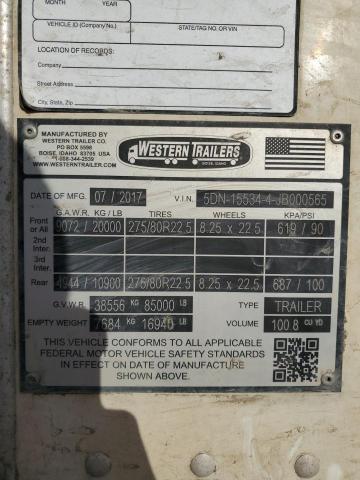 MONTH YEAR
VEHICLE ID (Company/No.) STATE/TAG NO. OR VIN
LOCATION OF RECORDS:
Company
Street Address
City, State, Zip
MANUFACTURED BY
WESTERN TRAILER CO.
PO BOX 5598
BOISE, IDAHO 83705 USA
208-344-2539
WWW.WESTERNTRAILER.COM
WESTERN TRAILERS
BOISE, IDAHO
DATE OF MFG. 07 / 2017 V.I.N. 5DN-15534-4-JB000565
G.A.W.R. KG / LB TIRES WHEELS KPA/PSI
Front or All 9072 / 20000 275/80R22.5 8.25 x 22.5 619 / 90
2nd Inter.
3rd Inter.
Rear 4944 / 10900 275/80R22.5 8.25 x 22.5 687 / 100
G.V.W.R. 38556 KG 85000 LB TYPE TRAILER
EMPTY WEIGHT 7684 KG 16940 LB VOLUME 100.8 CU YD
THIS VEHICLE CONFORMS TO ALL APPLICABLE
FEDERAL MOTOR VEHICLE SAFETY STANDARDS
IN EFFECT ON DATE OF MANUFACTURE
SHOWN ABOVE.